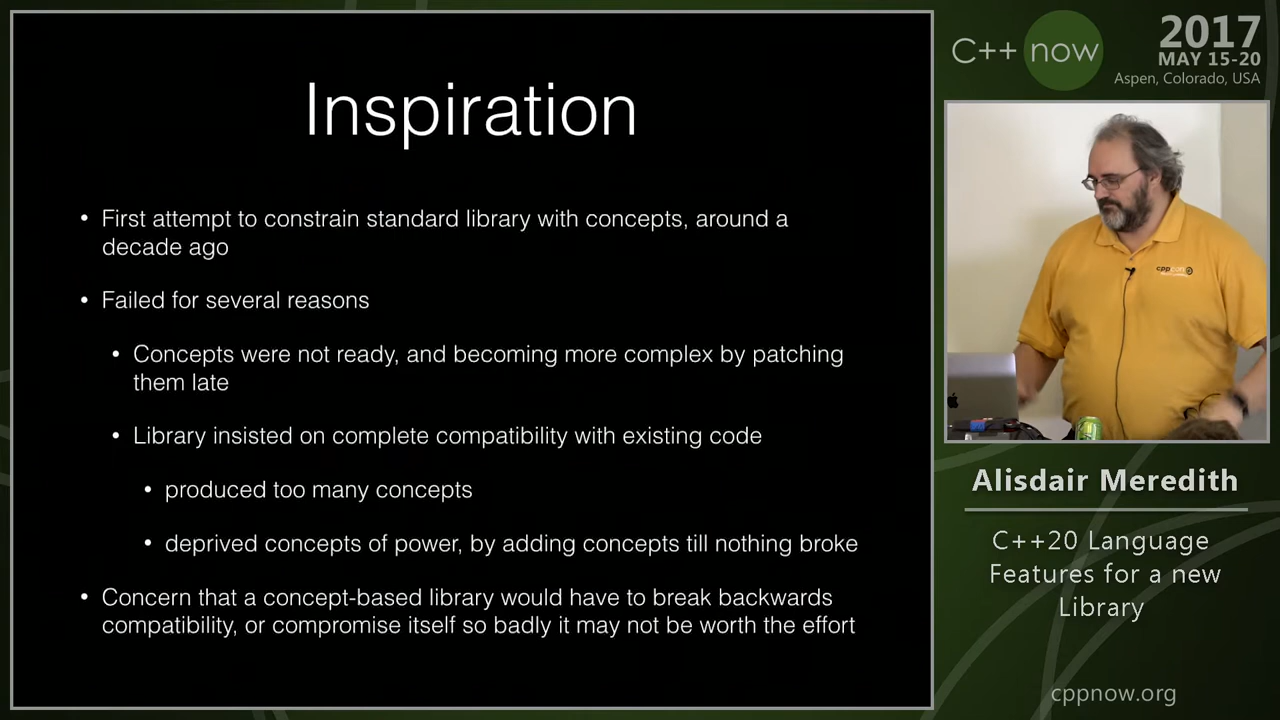 Inspiration
• First attempt to constrain standard library with concepts, around a
decade ago
• Failed for several reasons
• Concepts were not ready, and becoming more complex by patching
them late
• Library insisted on complete compatibility with existing code
• produced too many concepts
• deprived concepts of power, by adding concepts till nothing broke
• Concern that a concept-based library would have to break backwards
compatibility, or compromise itself so badly it may not be worth the effort
C++ now
2017
MAY 15-20
Aspen, Colorado, USA
Alisdair Meredith
C++20 Language
Features for a new
Library
cppnow.org